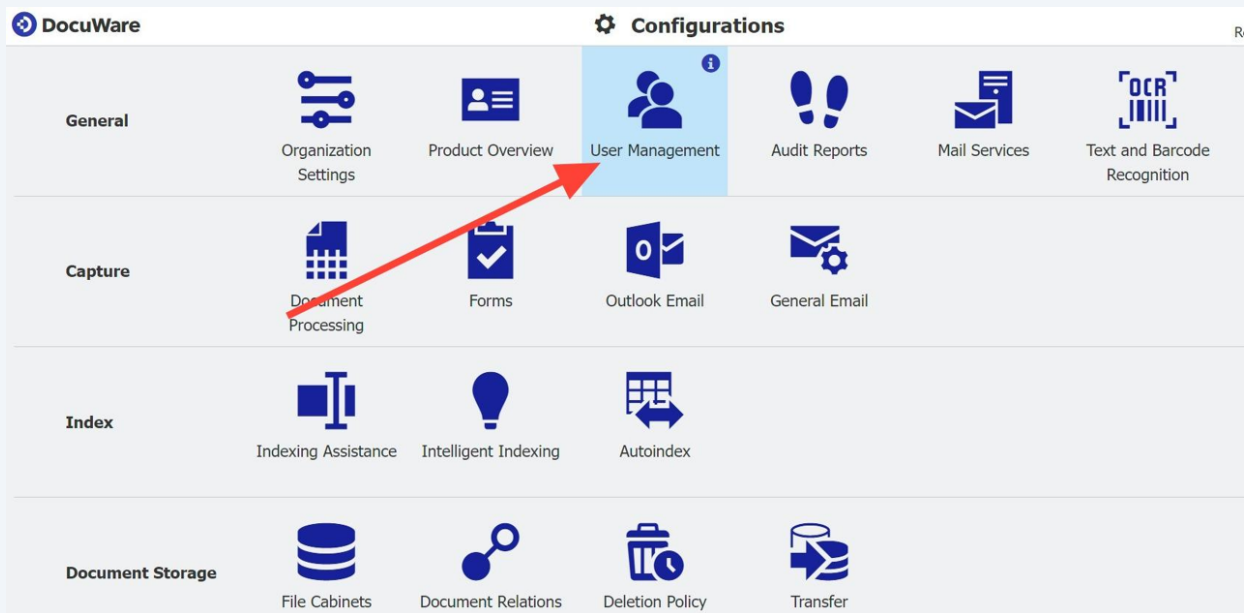 DocuWare
Configurations
General
Organization
Settings
Product Overview
User Management
i
Audit Reports
Mail Services
OCR
Text and Barcode
Recognition
Capture
Document
Processing
Forms
O
Outlook Email
General Email
Index
Indexing Assistance
Intelligent Indexing
Autoindex
Document Storage
File Cabinets
Document Relations
Deletion Policy
Transfer